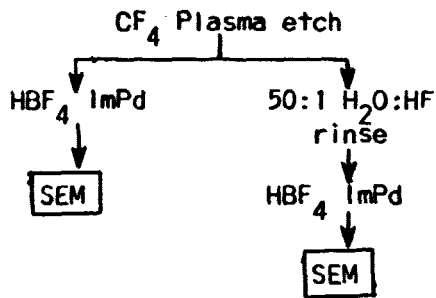 CF4 Plasma etch
HBF4 ImPd
SEM
50:1 H2O:HF
rinse
HBF4 ImPd
SEM